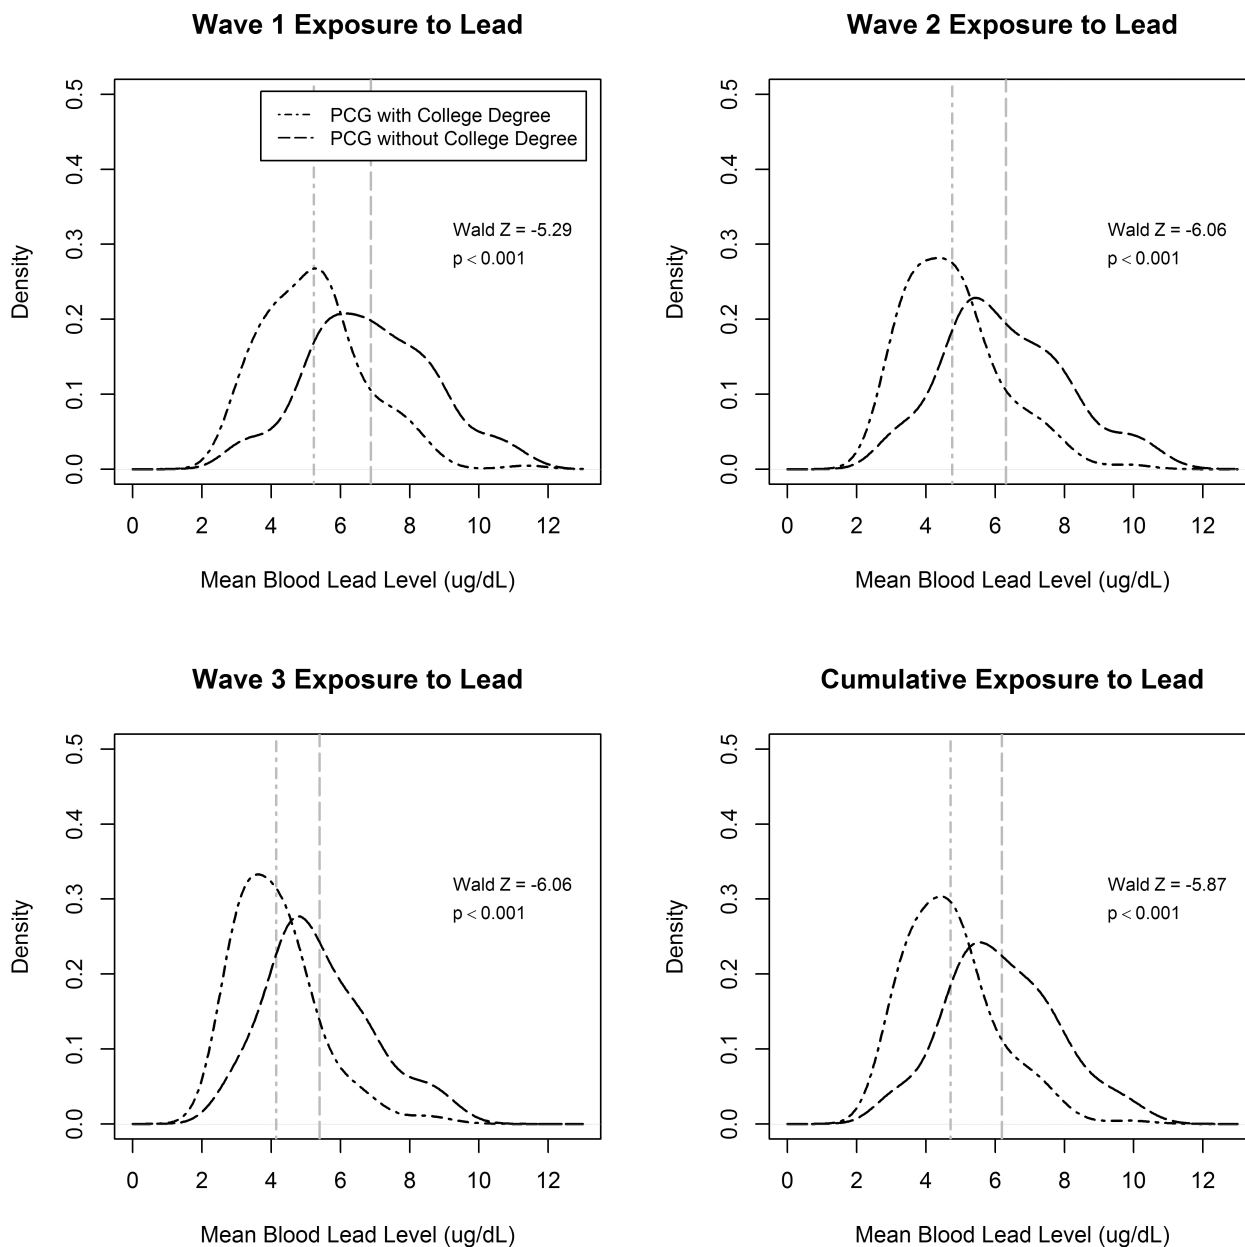 Wave 1 Exposure to Lead
0.5
0.4
0.3
0.2
0.1
0.0
Density
PCG with College Degree
PCG without College Degree
Wald Z = -5.29
p < 0.001
0 2 4 6 8 10 12
Mean Blood Lead Level (ug/dL)
Wave 2 Exposure to Lead
0.5
0.4
0.3
0.2
0.1
0.0
Density
Wald Z = -6.06
p < 0.001
0 2 4 6 8 10 12
Mean Blood Lead Level (ug/dL)
Wave 3 Exposure to Lead
0.5
0.4
0.3
0.2
0.1
0.0
Density
Wald Z = -6.06
p < 0.001
0 2 4 6 8 10 12
Mean Blood Lead Level (ug/dL)
Cumulative Exposure to Lead
0.5
0.4
0.3
0.2
0.1
0.0
Density
Wald Z = -5.87
p < 0.001
0 2 4 6 8 10 12
Mean Blood Lead Level (ug/dL)